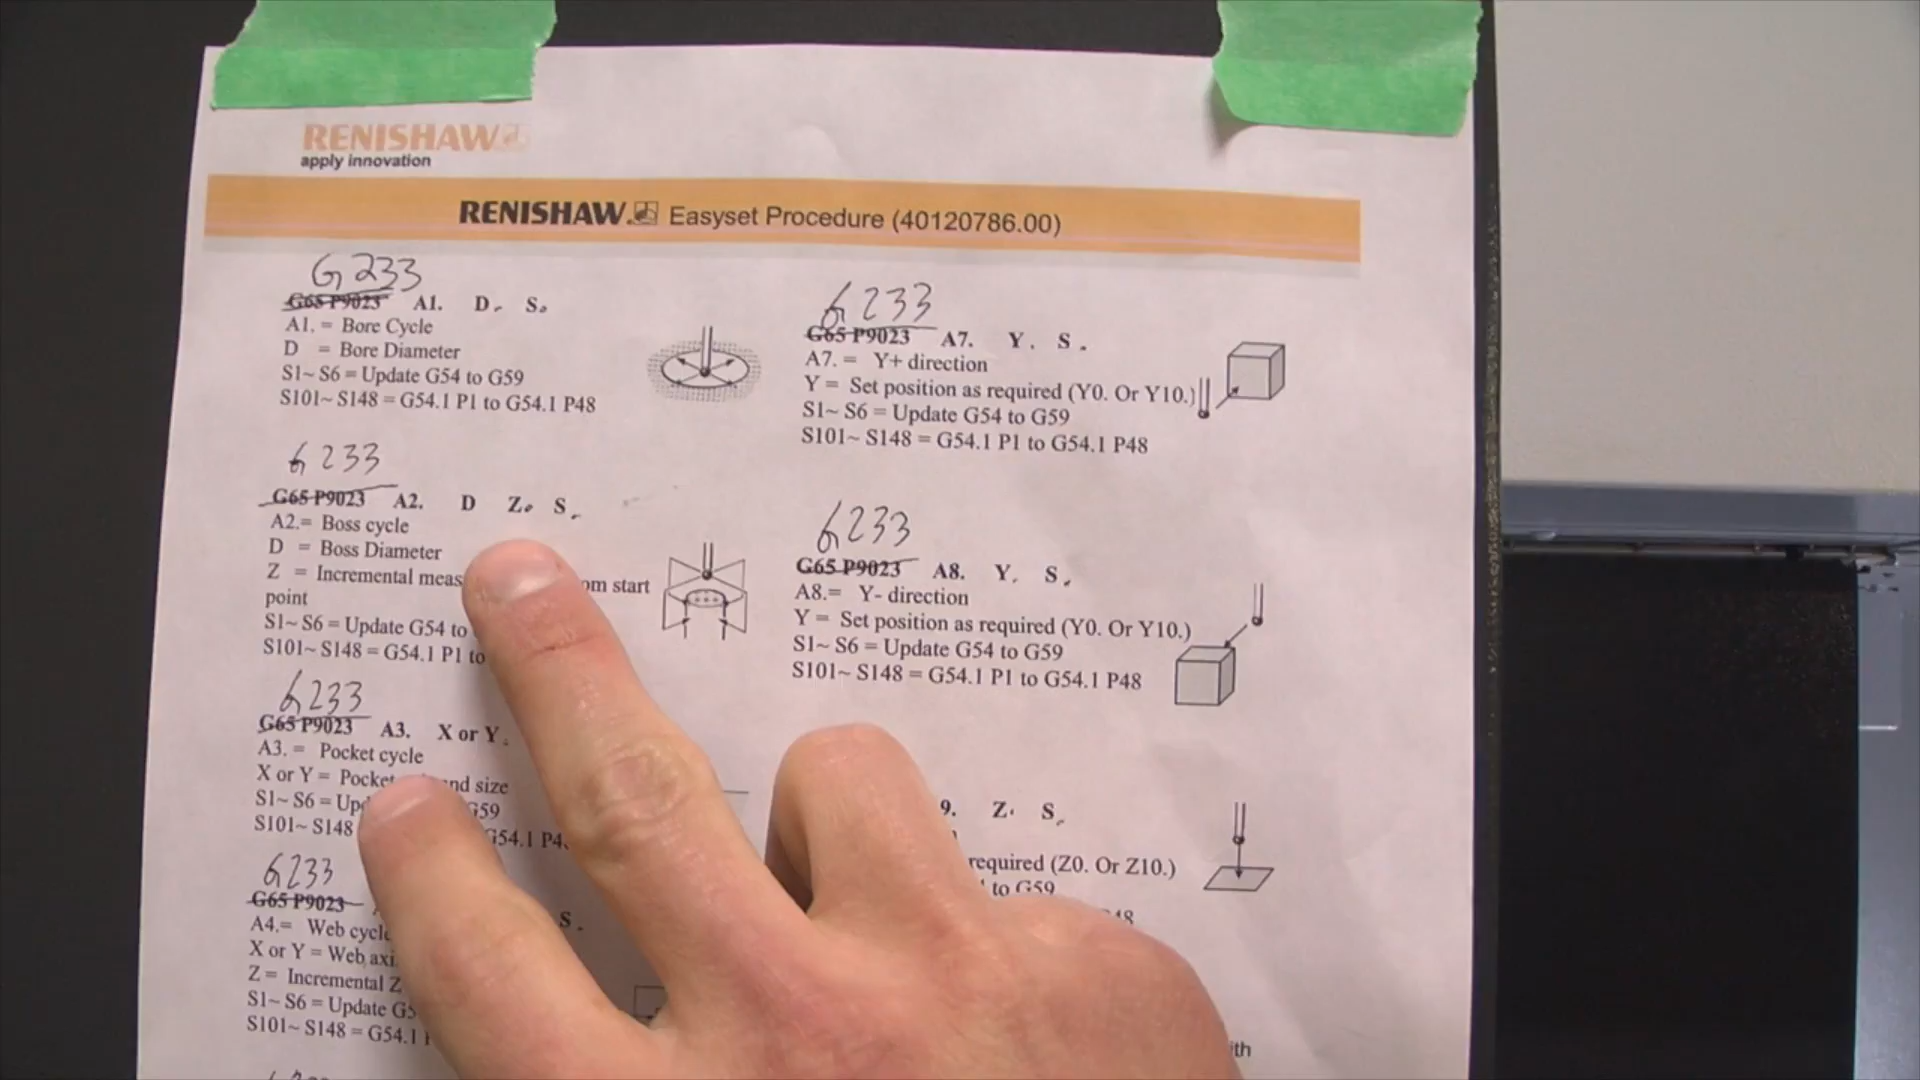 RENISHAW
apply innovation
RENISHAW Easyset Procedure (40120786.00)
G233
G65 P9023 A1. D. S.
A1. = Bore Cycle
D = Bore Diameter
S1~ S6 = Update G54 to G59
S101~ S148 = G54.1 P1 to G54.1 P48
G233
G65 P9023 A2. D Z. S.
A2.= Boss cycle
D = Boss Diameter
Z = Incremental start
point
S1~ S6 = Update G54 to
S101~ S148 = G54.1 P1 to
G233
G65 P9023 A3. X or Y.
A3. = Pocket cycle
X or Y = Pocket size
S1~ S6 =
S101~ S148
G233
G65 P9023 S.
A4.= Web
X or Y = Web
Z = Incremental Z
S1~ S6 = Update
S101~ S148 = G54.1
G233
G65 P9023 A7. Y. S.
A7. = Y+ direction
Y = Set position as required (Y0. Or Y10.)
S1~ S6 = Update G54 to G59
S101~ S148 = G54.1 P1 to G54.1 P48
G233
G65 P9023 A8. Y. S.
A8.= Y- direction
Y = Set position as required (Y0. Or Y10.)
S1~ S6 = Update G54 to G59
S101~ S148 = G54.1 P1 to G54.1 P48
9. Z. S.
required (Z0. Or Z10.)
to G59